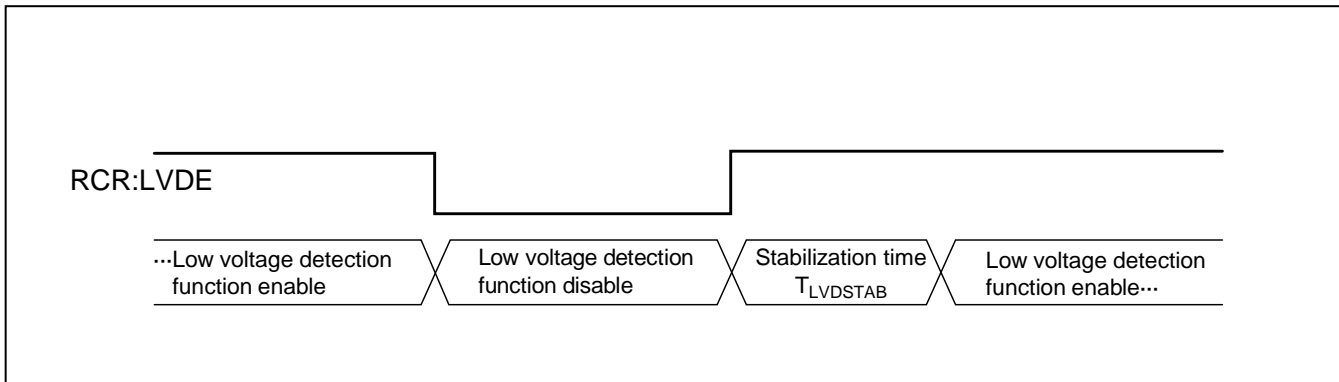 RCR:LVDE
···Low voltage detection
function enable
Low voltage detection
function disable
Stabilization time
TLVDSTAB
Low voltage detection
function enable···